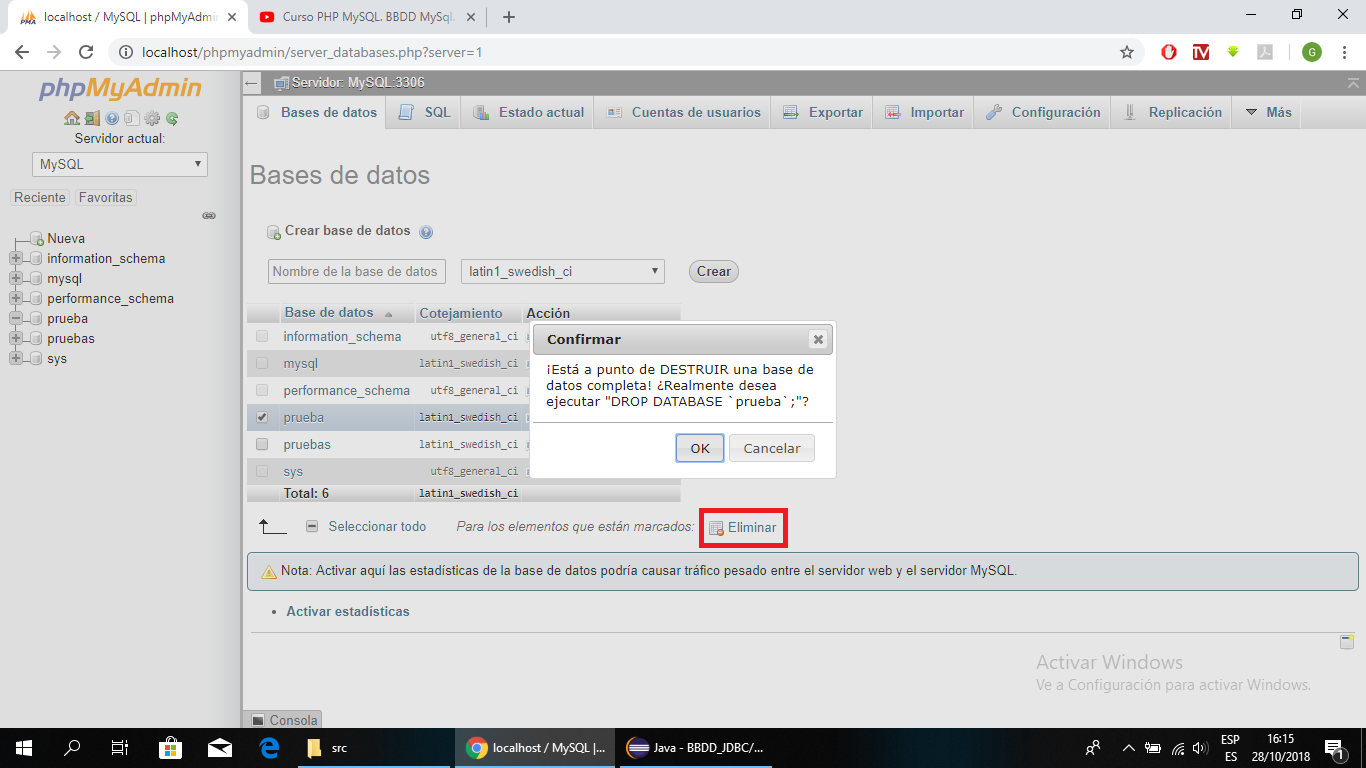 localhost / MySQL | phpMyAdmin
Curso PHP MySQL. BBDD MySql.
localhost/phpmyadmin/server_databases.php?server=1
G
phpMyAdmin
Servidor actual:
MySQL
Reciente
Favoritas
Nueva
information_schema
mysql
performance_schema
prueba
pruebas
sys
Servidor: MySQL:3306
Bases de datos
SQL
Estado actual
Cuentas de usuarios
Exportar
Importar
Configuración
Replicación
Más
Bases de datos
Crear base de datos
Nombre de la base de datos
latin1_swedish_ci
Crear
Base de datos Cotejamiento Acción
information_schema utf8_general_ci
mysql latin1_swedish_ci
performance_schema utf8_general_ci
prueba latin1_swedish_ci
pruebas latin1_swedish_ci
sys utf8_general_ci
Total: 6 latin1_swedish_ci
Confirmar
¡Está a punto de DESTRUIR una base de
datos completa! ¿Realmente desea
ejecutar "DROP DATABASE `prueba`;"?
OK
Cancelar
Seleccionar todo
Para los elementos que están marcados:
Eliminar
Nota: Activar aquí las estadísticas de la base de datos podría causar tráfico pesado entre el servidor web y el servidor MySQL.
Activar estadísticas
Activar Windows
Ve a Configuración para activar Windows.
Consola
src
localhost / MySQL |...
Java - BBDD_JDBC/...
ESP
ES
16:15
28/10/2018
1